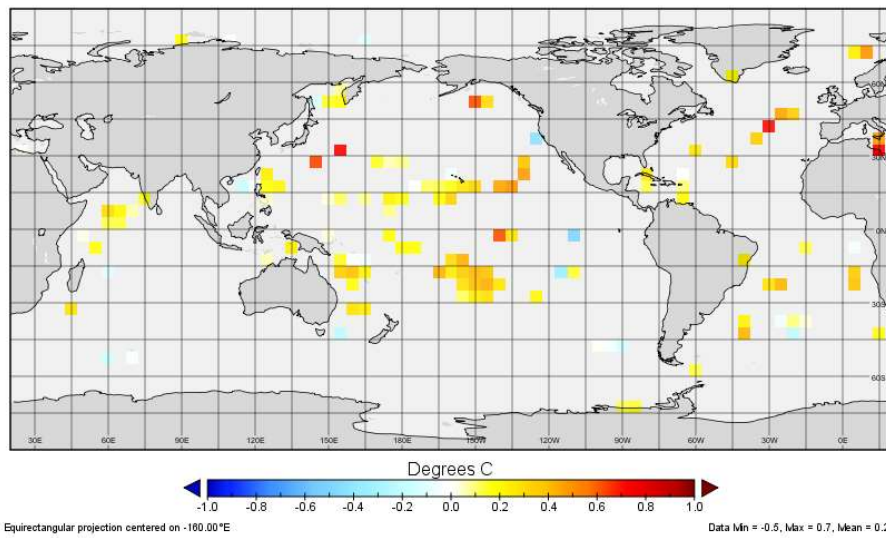 60N
30N
0N
30S
60S
30E 60E 90E 120E 150E 180E 150W 120W 90W 60W 30W 0E
Degrees C
-1.0 -0.8 -0.6 -0.4 -0.2 0.0 0.2 0.4 0.6 0.8 1.0
Equirectangular projection centered on -160.00°E
Data Min = -0.5, Max = 0.7, Mean = 0.2